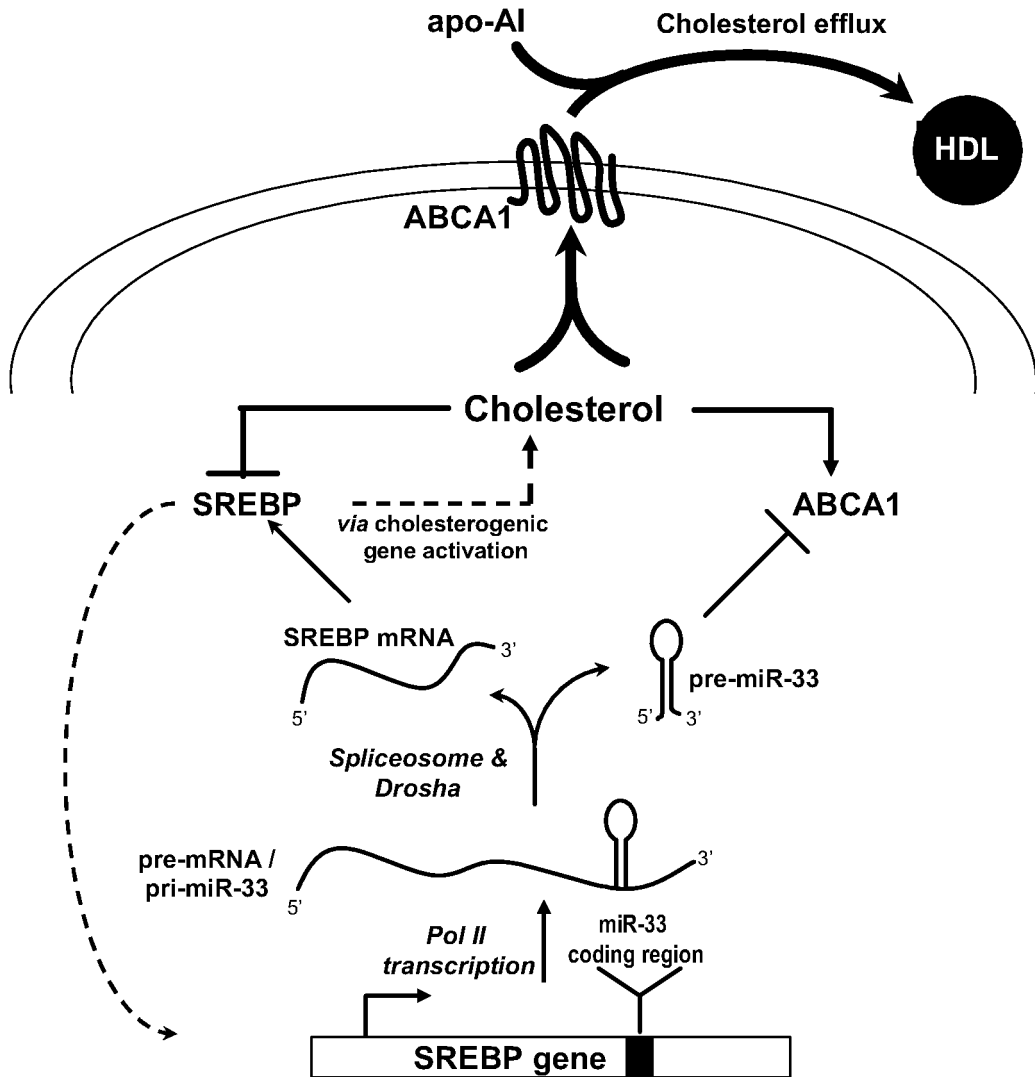 apo-AI
Cholesterol efflux
HDL
ABCA1
Cholesterol
SREBP
ABCA1
via cholesterogenic
gene activation
SREBP mRNA
3’
5’
pre-miR-33
5’
3’
Spliceosome &
Drosha
pre-mRNA /
pri-miR-33
3’
5’
Pol II
transcription
miR-33
coding region
SREBP gene